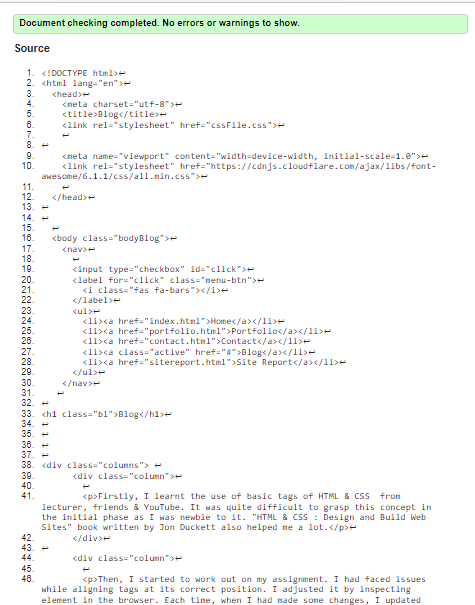 Document checking completed. No errors or warnings to show.
Source
1. <!DOCTYPE html>↩
2. <html lang="en">↩
3. <head>↩
4. <meta charset="utf-8">↩
5. <title>Blog</title>↩
6. <link rel="stylesheet" href="cssFile.css">↩
7. ↩
8. ↩
9. <meta name="viewport" content="width=device-width, initial-scale=1.0">↩
10. <link rel="stylesheet" href="https://cdnjs.cloudflare.com/ajax/libs/font-
awesome/6.1.1/css/all.min.css">↩
11. ↩
12. </head>↩
13. ↩
14. ↩
15. ↩
16. <body class="bodyBlog">↩
17. <nav>↩
18. ↩
19. <input type="checkbox" id="click">↩
20. <label for="click" class="menu-btn">↩
21. <i class="fas fa-bars"></i>↩
22. </label>↩
23. <ul>↩
24. <li><a href="index.html">Home</a></li>↩
25. <li><a href="portfolio.html">Portfolio</a></li>↩
26. <li><a href="contact.html">Contact</a></li>↩
27. <li><a class="active" href="#">Blog</a></li>↩
28. <li><a href="sitereport.html">Site Report</a></li>↩
29. </ul>↩
30. </nav>↩
31. ↩
32. ↩
33. <h1 class="bl">Blog</h1>↩
34. ↩
35. ↩
36. ↩
37. ↩
38. <div class="columns"> ↩
39. <div class="column">↩
40. ↩
41. <p>Firstly, I learnt the use of basic tags of HTML & CSS from
lecturer, friends & YouTube. It was quite difficult to grasp this concept in
the initial phase as I was newbie to it. "HTML & CSS : Design and Build Web
Sites" book written by Jon Duckett also helped me a lot.</p>↩
42. </div>↩
43. ↩
44. <div class="column">↩
45. ↩
46. <p>Then, I started to work out on my assignment. I had faced issues
while aligning tags at its correct position. I adjusted it by inspecting
element in the browser. Each time, when I had made some changes, I updated